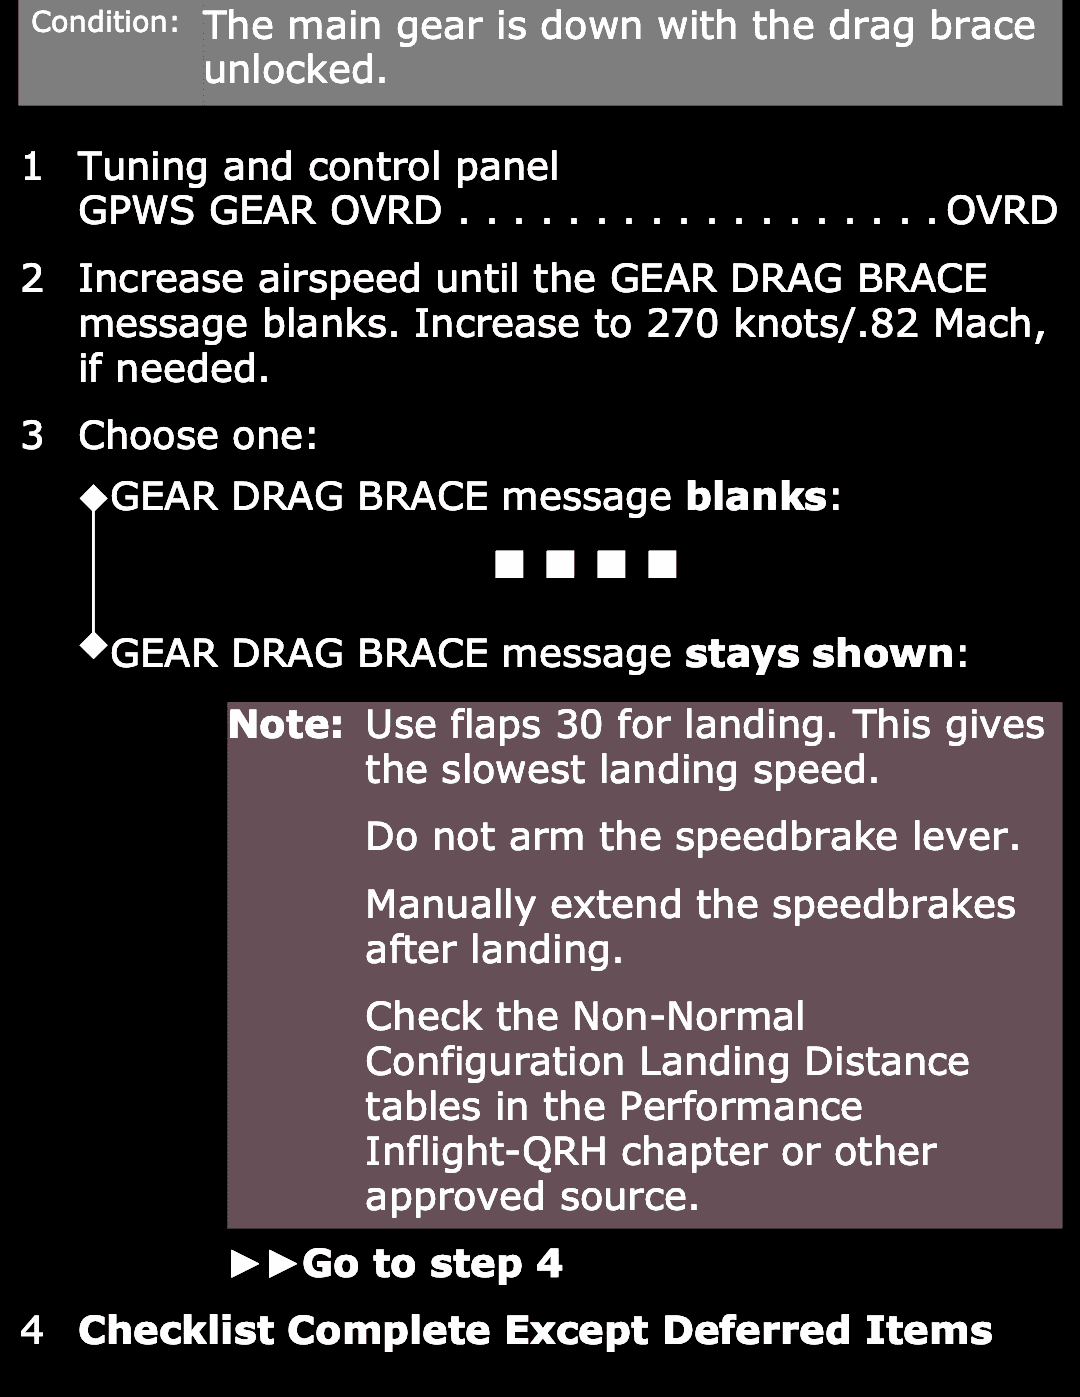 Condition: The main gear is down with the drag brace
unlocked.
1 Tuning and control panel
GPWS GEAR OVRD . . . . . . . . . . . . . . . . . . OVRD
2 Increase airspeed until the GEAR DRAG BRACE
message blanks. Increase to 270 knots/.82 Mach,
if needed.
3 Choose one:
◆GEAR DRAG BRACE message blanks:
■ ■ ■ ■
◆GEAR DRAG BRACE message stays shown:
Note: Use flaps 30 for landing. This gives
the slowest landing speed.
Do not arm the speedbrake lever.
Manually extend the speedbrakes
after landing.
Check the Non-Normal
Configuration Landing Distance
tables in the Performance
Inflight-QRH chapter or other
approved source.
►►Go to step 4
4 Checklist Complete Except Deferred Items